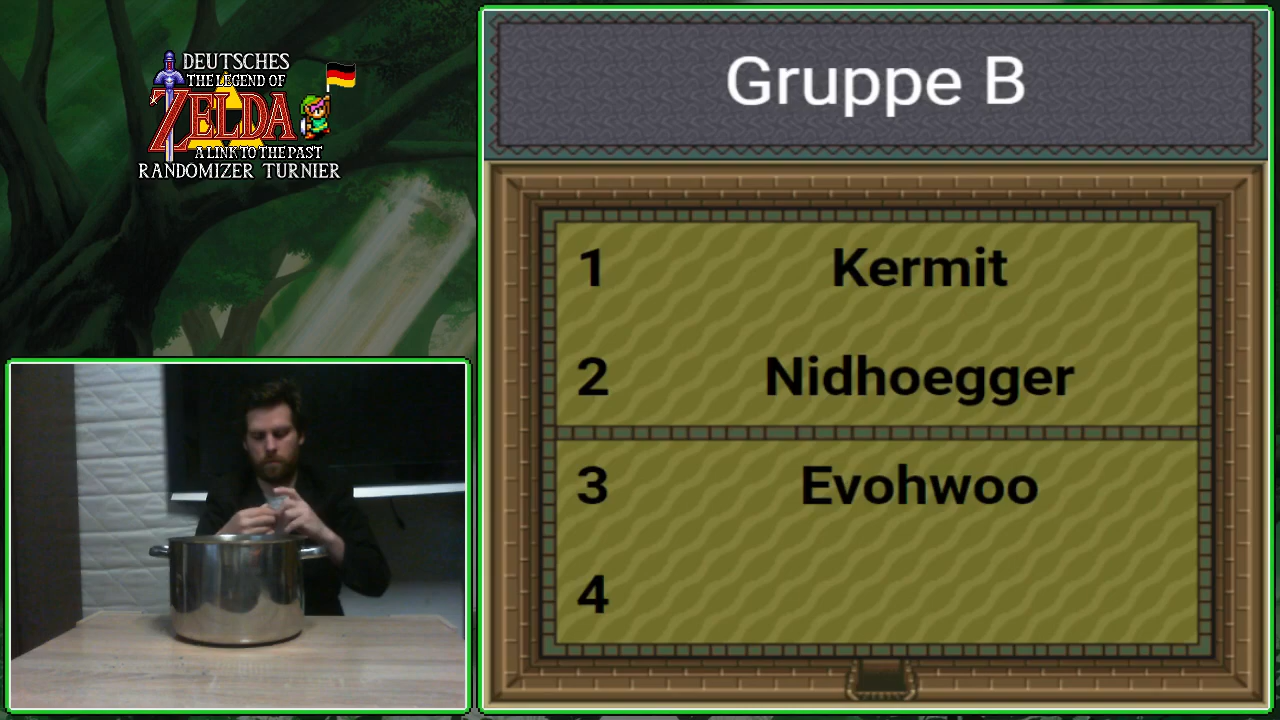 DEUTSCHES
THE LEGEND OF
ZELDA
A LINK TO THE PAST
RANDOMIZER TURNIER
Gruppe B
1 Kermit
2 Nidhoegger
3 Evohwoo
4